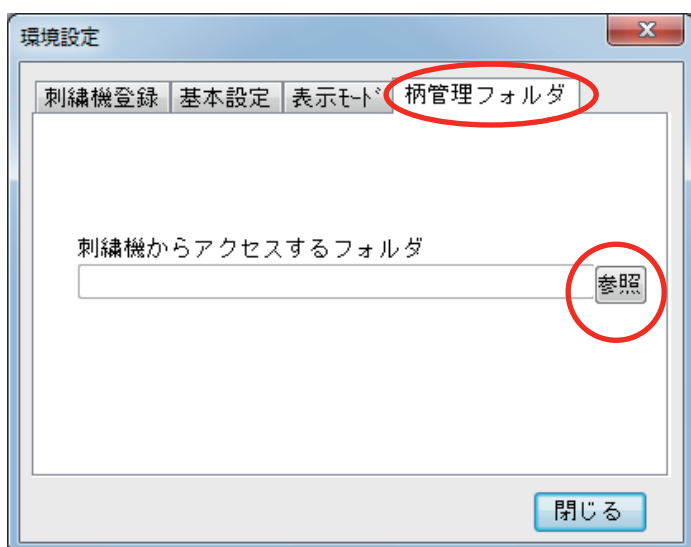 環境設定
刺繍機登録 基本設定 表示ﾓｰﾄﾞ 柄管理フォルダ
刺繍機からアクセスするフォルダ
参照
閉じる